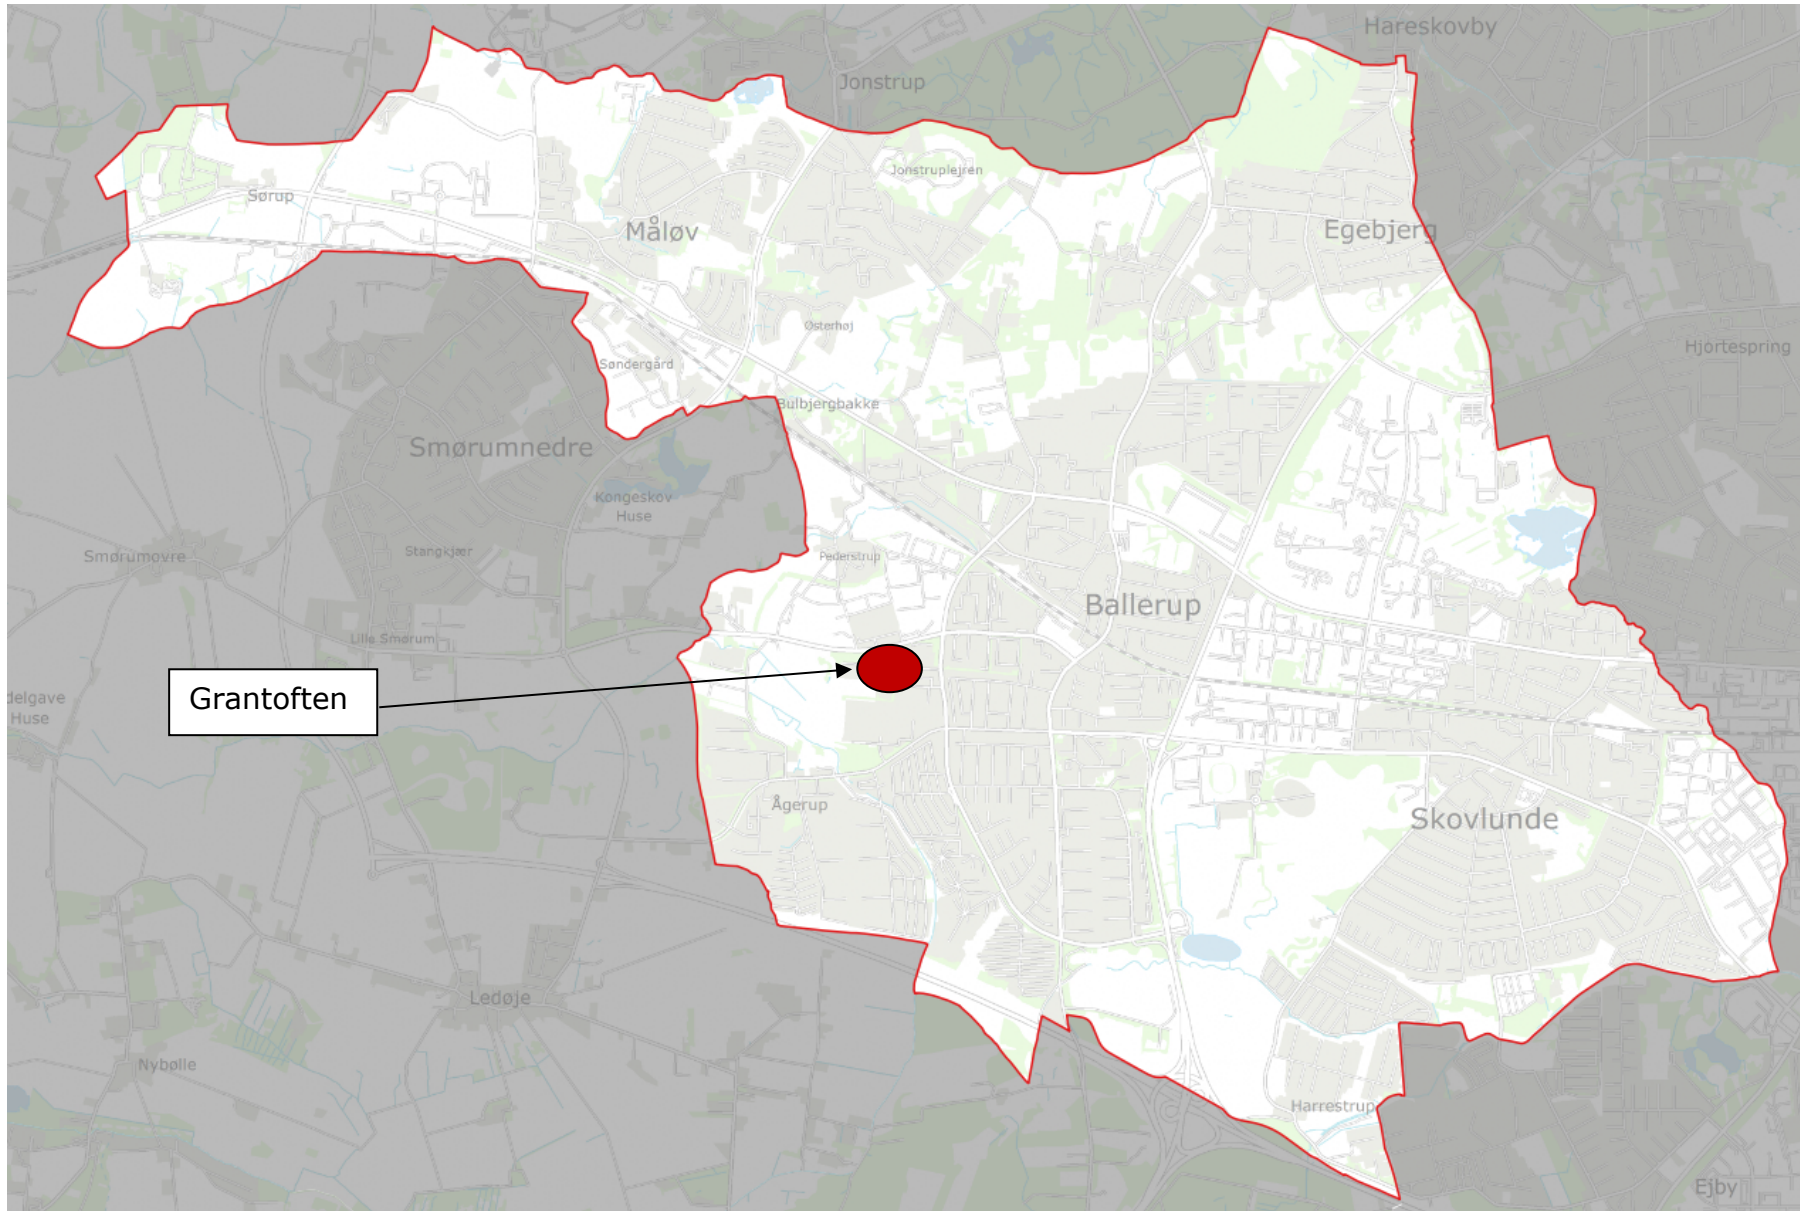 Hareskovby
Jonstrup
Jonstruplejren
Sørup
Måløv
Egebjerg
Østerhøj
Hjortespring
Søndergård
Bulbjergbakke
Smørumnedre
Kongeskov
Huse
Smørumovre
Stangkjær
Pederstrup
Ballerup
Lille Smørum
Grantoften
delgave
Huse
Ågerup
Skovlunde
Ledøje
Nybølle
Harrestrup
Ejby